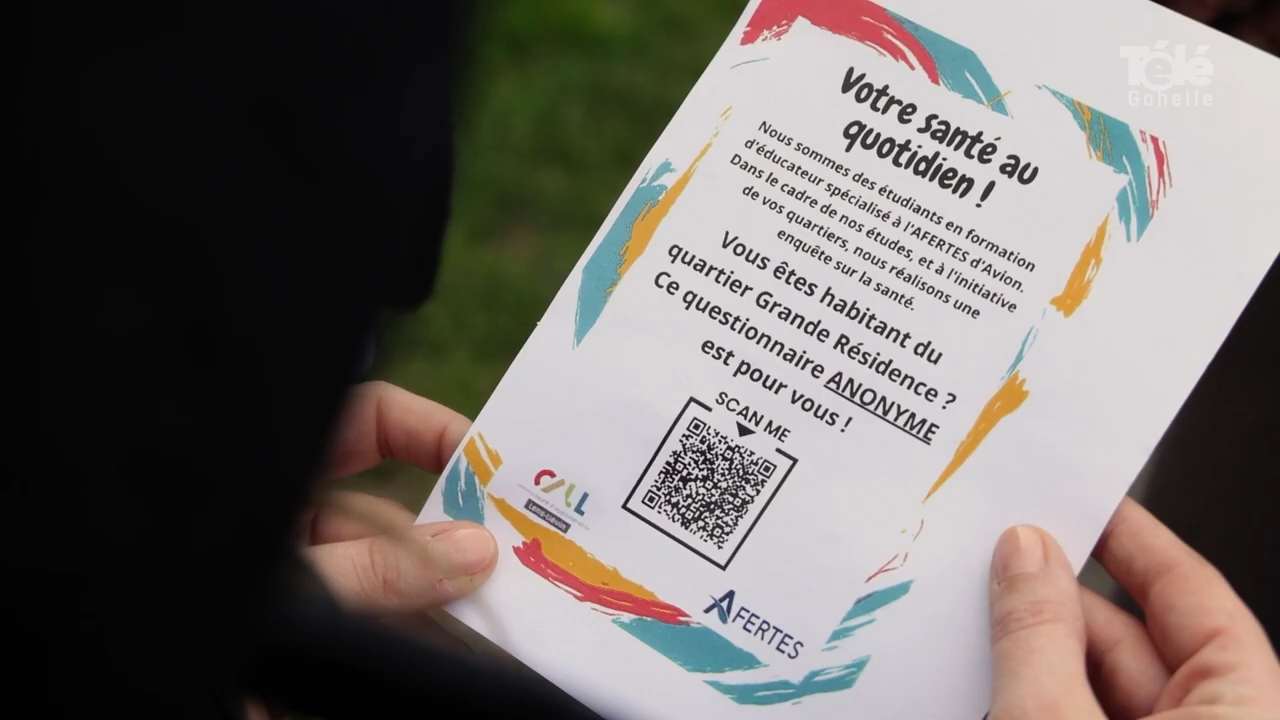 Télé
Gohelle
Votre santé au
quotidien !
Nous sommes des étudiants en formation
d'éducateur spécialisé à l'AFERTES d'Avion.
Dans le cadre de nos études, et à l'initiative
de vos quartiers, nous réalisons une
enquête sur la santé.
Vous êtes habitant du
quartier Grande Résidence ?
Ce questionnaire ANONYME
est pour vous !
SCAN ME
CALL
Lens-Liévin
AFERTES